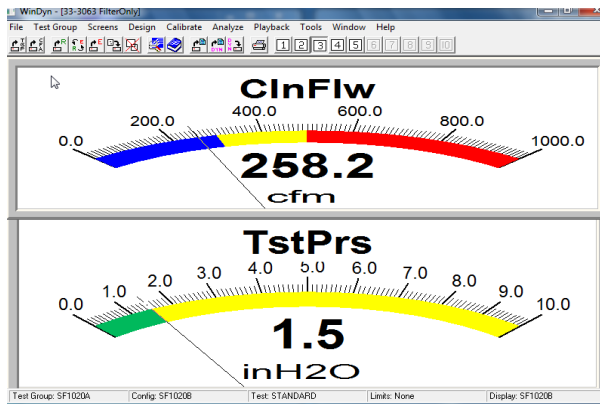 WinDyn - [33-3063 FilterOnly]
File Test Group Screens Design Calibrate Analyze Playback Tools Window Help
1 2 3 4 5 6 7 8 9 10
ClnFlw
0.0 200.0 400.0 600.0 800.0 1000.0
258.2
cfm
TstPrs
0.0 1.0 2.0 3.0 4.0 5.0 6.0 7.0 8.0 9.0 10.0
1.5
inH2O
Test Group: SF1020A Config: SF1020B Test: STANDARD Limits: None Display: SF1020B